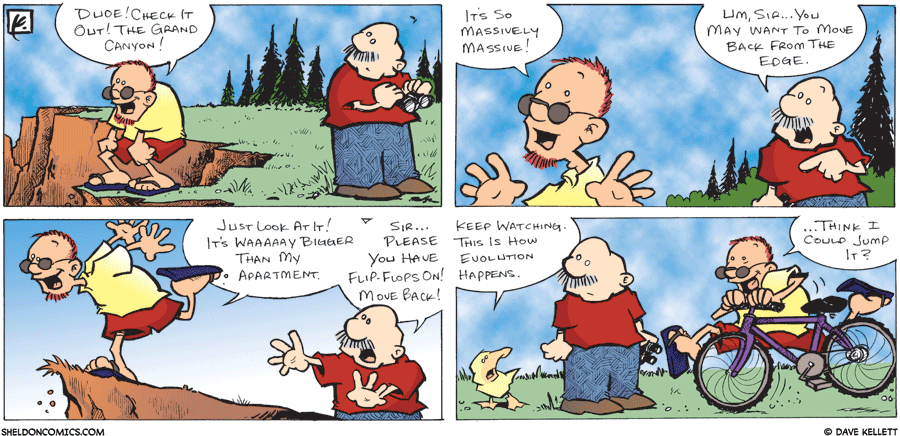 DUDE! CHECK IT
OUT! THE GRAND
CANYON!
IT'S SO
MASSIVELY
MASSIVE!
UM, SIR...YOU
MAY WANT TO MOVE
BACK FROM THE
EDGE.
JUST LOOK AT IT!
IT'S WAAAAAY BIGGER
THAN MY
APARTMENT.
SIR...
PLEASE
YOU HAVE
FLIP-FLOPS ON!
MOVE BACK!
KEEP WATCHING.
THIS IS HOW
EVOLUTION
HAPPENS.
...THINK I
COULD JUMP
IT?
SHELDONCOMICS.COM
© DAVE KELLETT